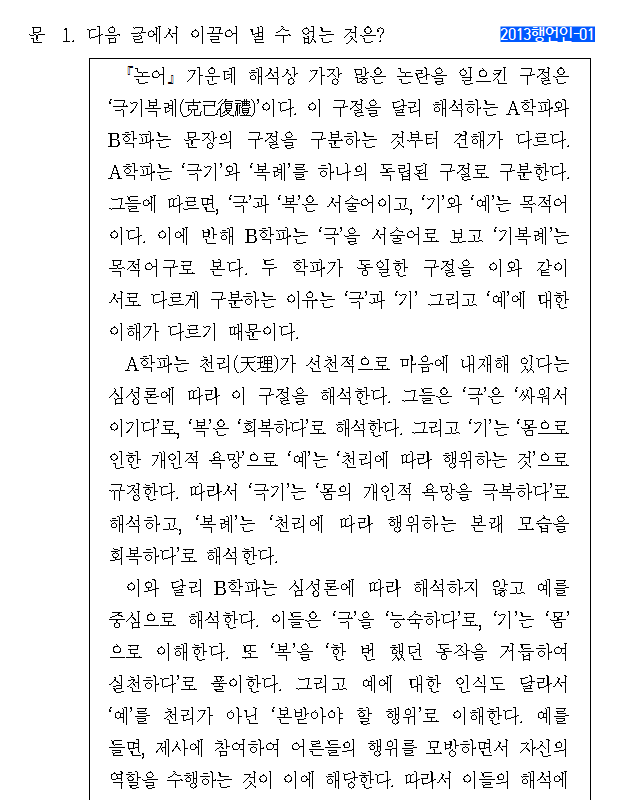 문 1. 다음 글에서 이끌어 낼 수 없는 것은?
2013행언인-01
『논어』 가운데 해석상 가장 많은 논란을 일으킨 구절은
‘극기복례(克己復禮)’이다. 이 구절을 달리 해석하는 A학파와
B학파는 문장의 구절을 구분하는 것부터 견해가 다르다.
A학파는 ‘극기’와 ‘복례’를 하나의 독립된 구절로 구분한다.
그들에 따르면, ‘극’과 ‘복’은 서술어이고, ‘기’와 ‘예’는 목적어
이다. 이에 반해 B학파는 ‘극’을 서술어로 보고 ‘기복례’는
목적어구로 본다. 두 학파가 동일한 구절을 이와 같이
서로 다르게 구분하는 이유는 ‘극’과 ‘기’ 그리고 ‘예’에 대한
이해가 다르기 때문이다.
A학파는 천리(天理)가 선천적으로 마음에 내재해 있다는
심성론에 따라 이 구절을 해석한다. 그들은 ‘극’은 ‘싸워서
이기다’로, ‘복’은 ‘회복하다’로 해석한다. 그리고 ‘기’는 ‘몸으로
인한 개인적 욕망’으로 ‘예’는 ‘천리에 따라 행위하는 것’으로
규정한다. 따라서 ‘극기’는 ‘몸의 개인적 욕망을 극복하다’로
해석하고, ‘복례’는 ‘천리에 따라 행위하는 본래 모습을
회복하다’로 해석한다.
이와 달리 B학파는 심성론에 따라 해석하지 않고 예를
중심으로 해석한다. 이들은 ‘극’을 ‘능숙하다’로, ‘기’는 ‘몸’
으로 이해한다. 또 ‘복’을 ‘한 번 했던 동작을 거듭하여
실천하다’로 풀이한다. 그리고 예에 대한 인식도 달라서
‘예’를 천리가 아닌 ‘본받아야 할 행위’로 이해한다. 예를
들면, 제사에 참여하여 어른들의 행위를 모방하면서 자신의
역할을 수행하는 것이 이에 해당한다. 따라서 이들의 해석에